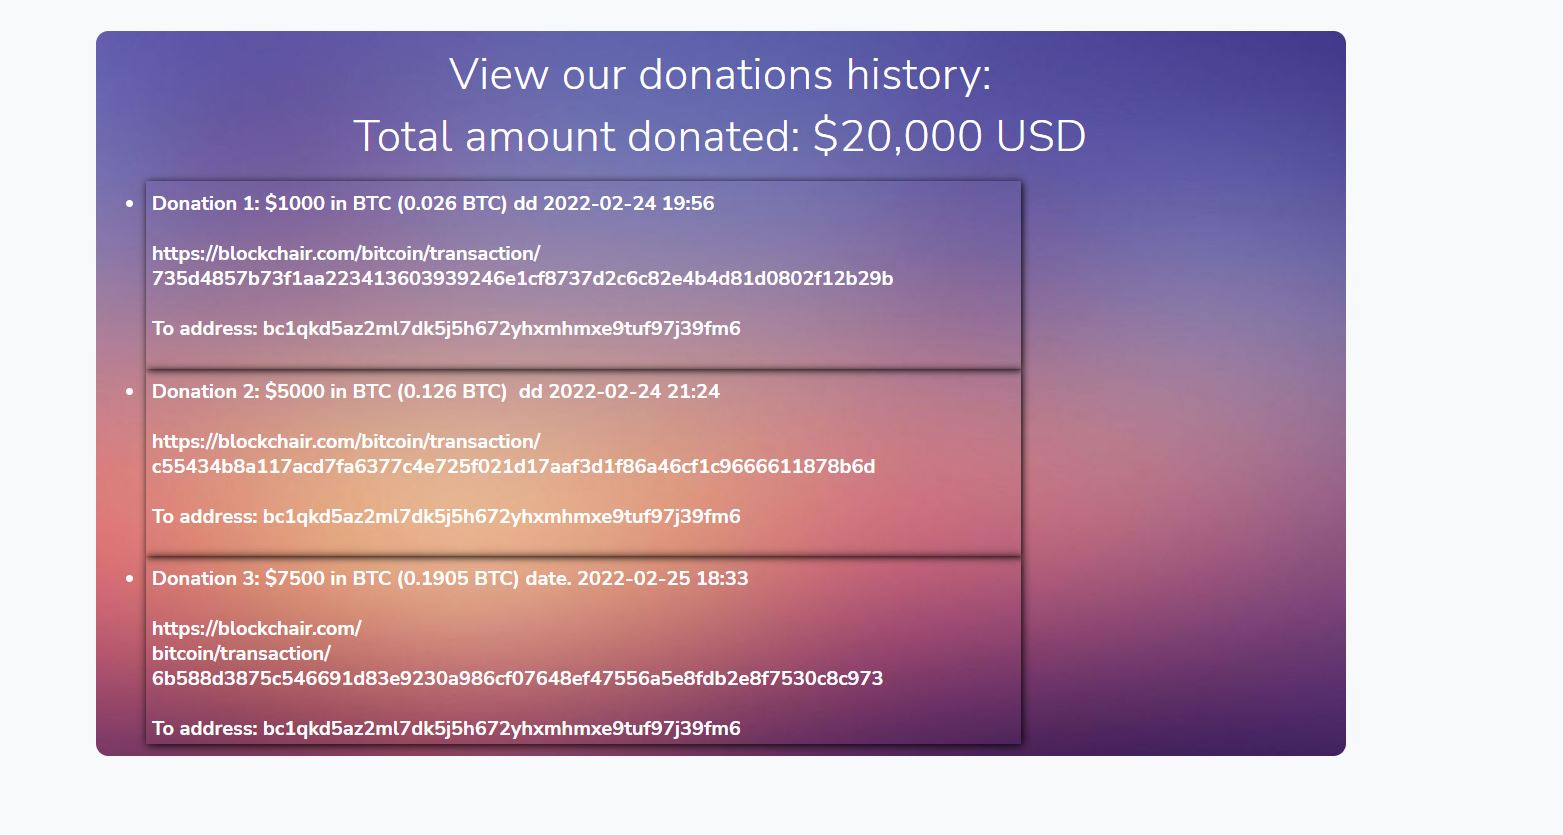 View our donations history:
Total amount donated: $20,000 USD
Donation 1: $1000 in BTC (0.026 BTC) dd 2022-02-24 19:56
https://blockchair.com/bitcoin/transaction/
735d4857b73f1aa223413603939246e1cf8737d2c6c82e4b4d81d0802f12b29b
To address: bc1qkd5az2ml7dk5j5h672yhxmhmxe9tuf97j39fm6
Donation 2: $5000 in BTC (0.126 BTC)  dd 2022-02-24 21:24
https://blockchair.com/bitcoin/transaction/
c55434b8a117acd7fa6377c4e725f021d17aaf3d1f86a46cf1c9666611878b6d
To address: bc1qkd5az2ml7dk5j5h672yhxmhmxe9tuf97j39fm6
Donation 3: $7500 in BTC (0.1905 BTC) date. 2022-02-25 18:33
https://blockchair.com/
bitcoin/transaction/
6b588d3875c546691d83e9230a986cf07648ef47556a5e8fdb2e8f7530c8c973
To address: bc1qkd5az2ml7dk5j5h672yhxmhmxe9tuf97j39fm6